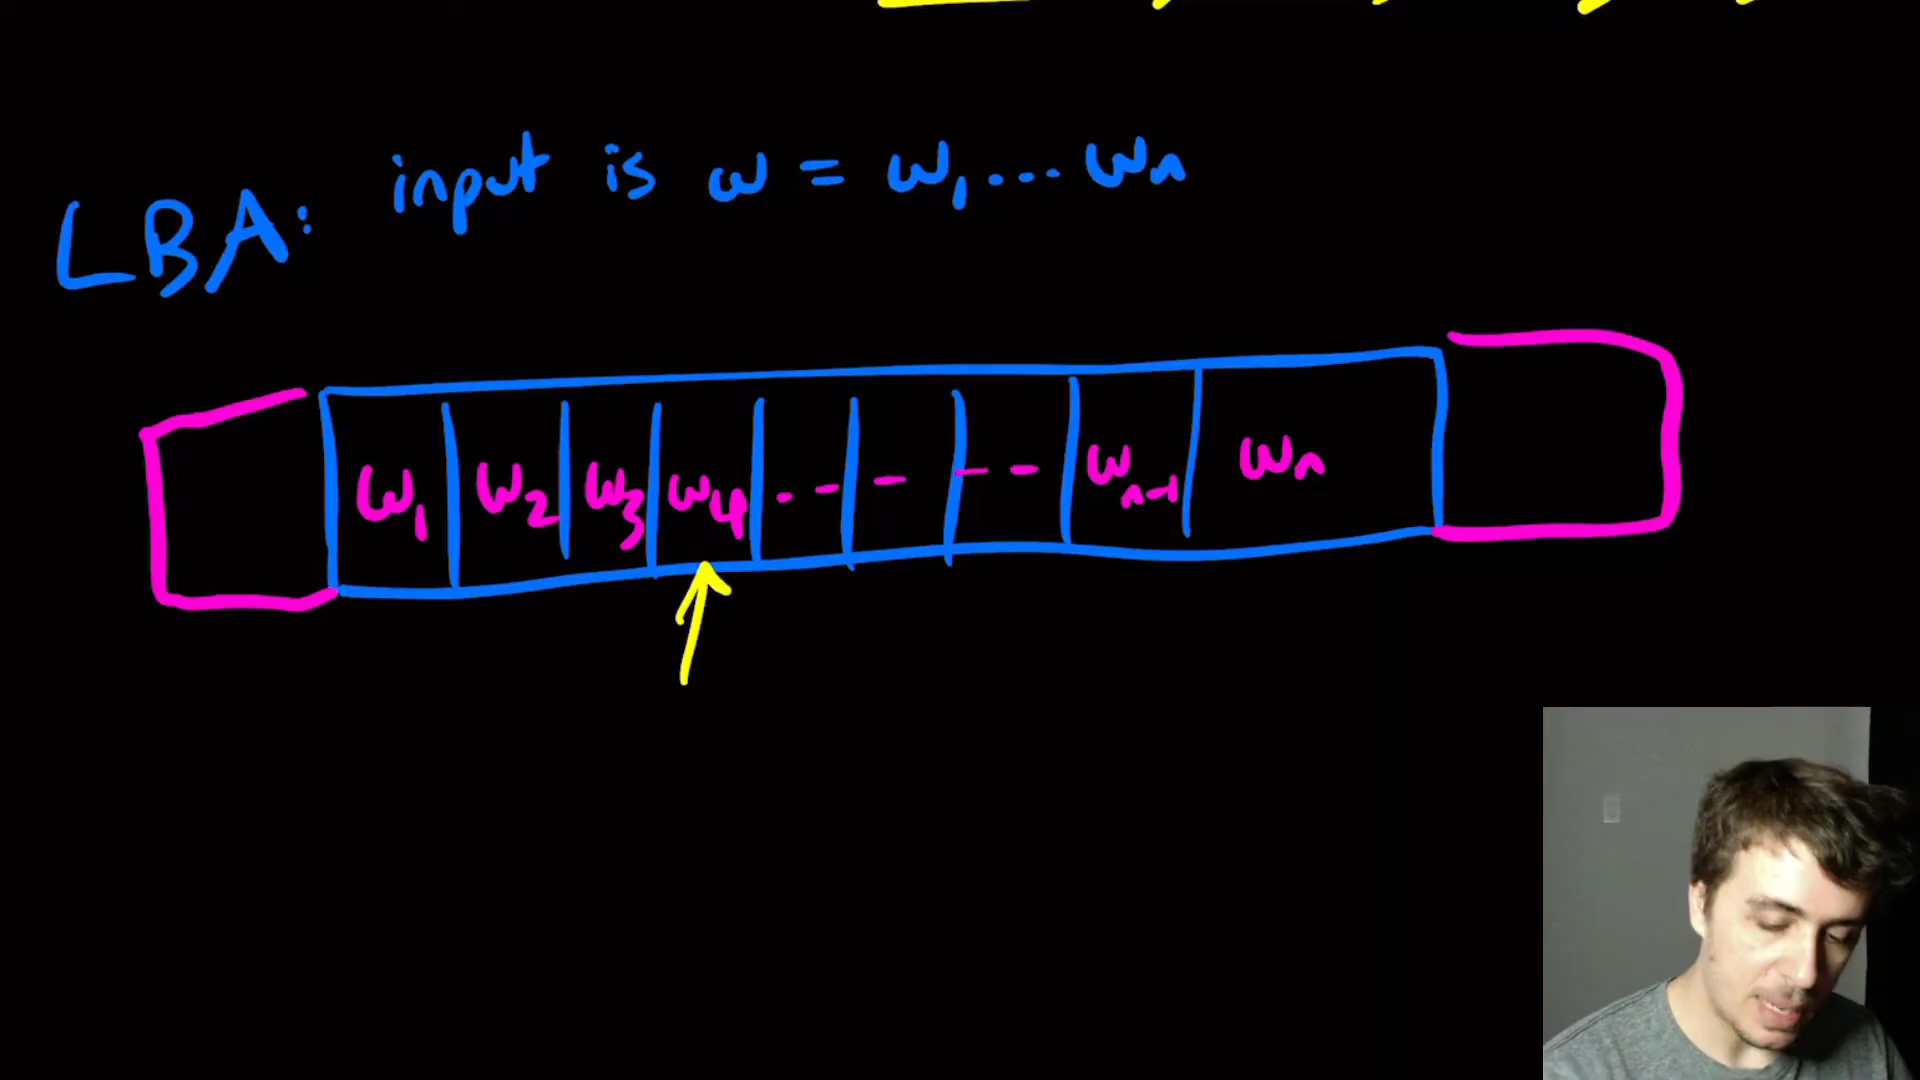 input is w = w₁... wₙ
LBA:
w₁ w₂ w₃ w₄ - - - - - wₙ₋₁ wₙ